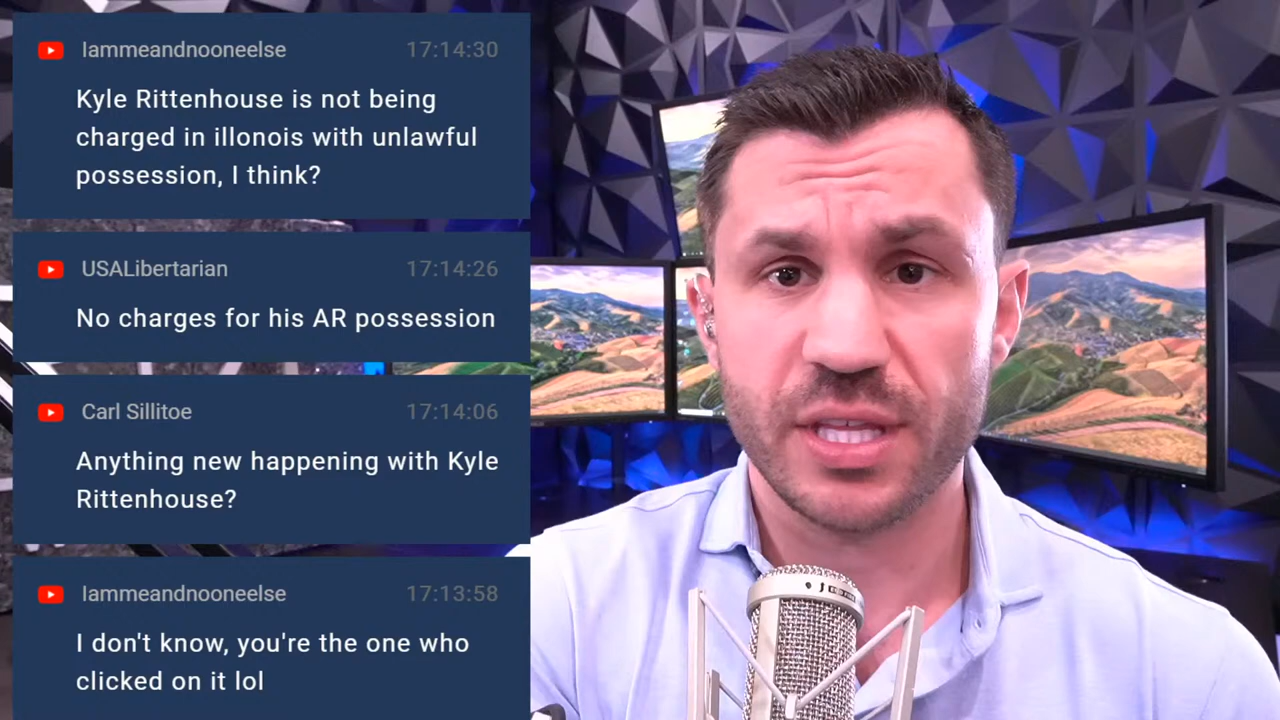 Iammeandnooneelse 17:14:30
Kyle Rittenhouse is not being
charged in illonois with unlawful
possession, I think?
USALibertarian 17:14:26
No charges for his AR possession
Carl Sillitoe 17:14:06
Anything new happening with Kyle
Rittenhouse?
Iammeandnooneelse 17:13:58
I don't know, you're the one who
clicked on it lol